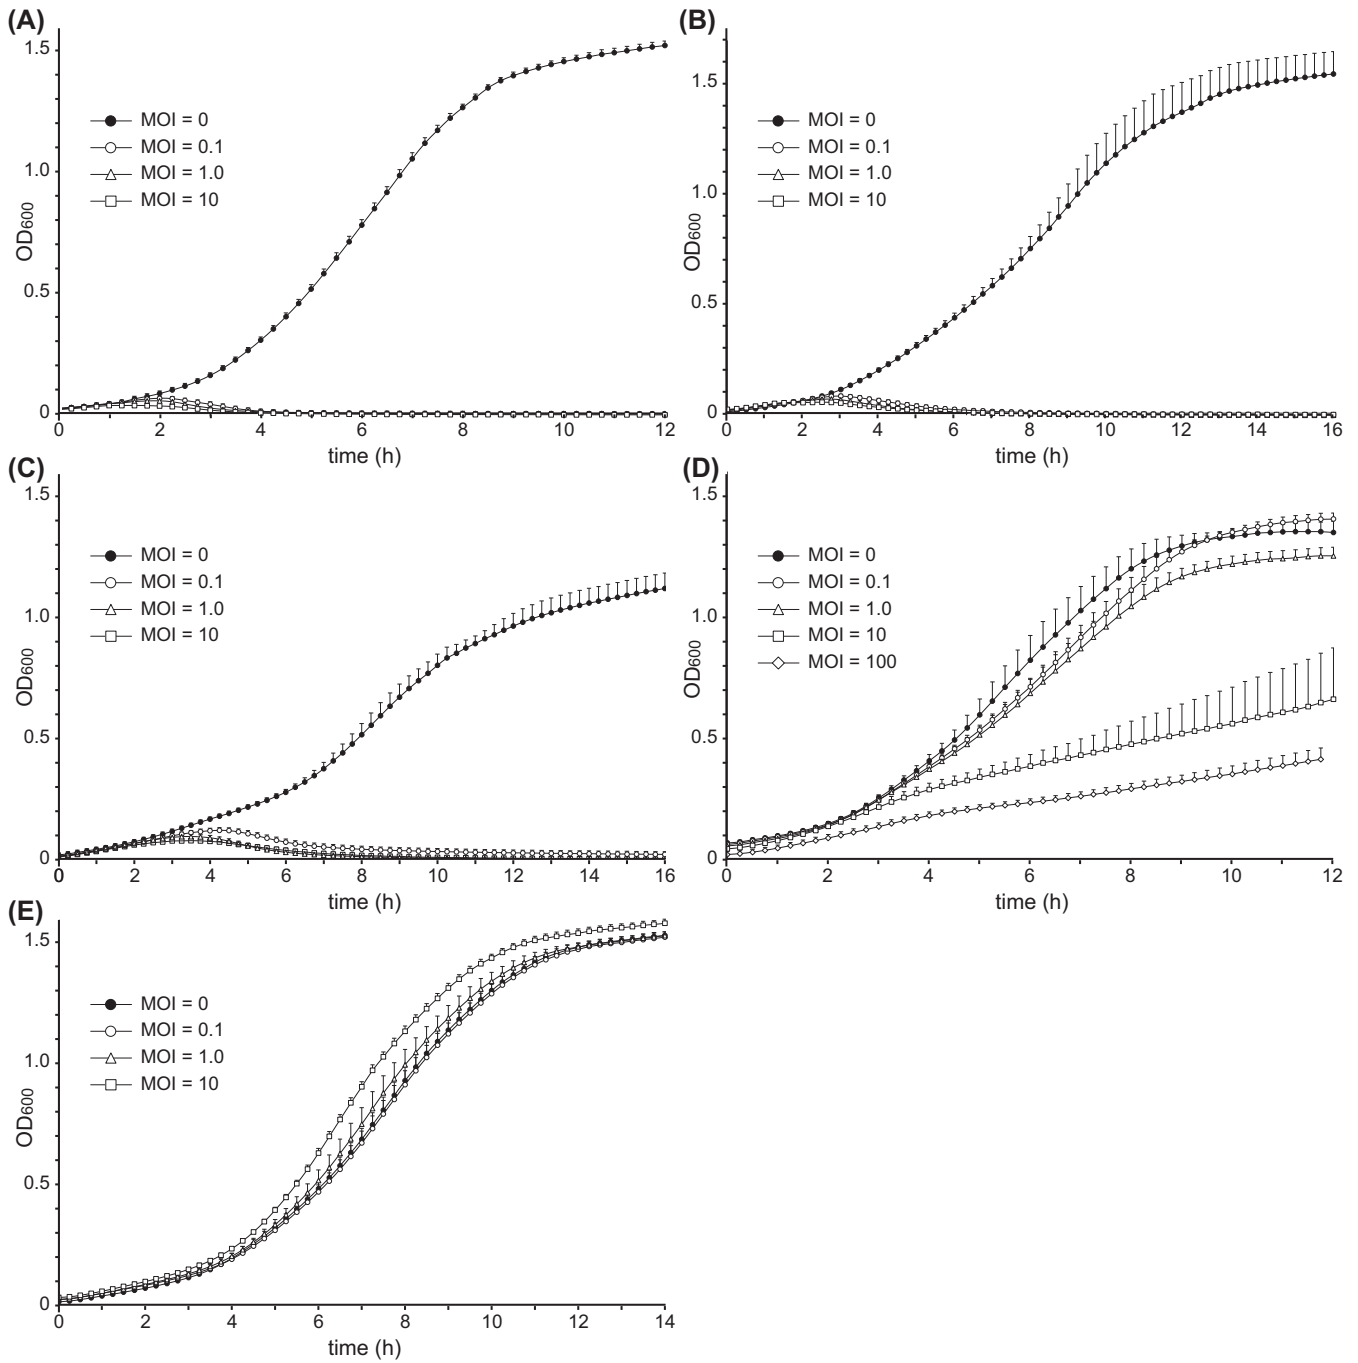 (A)
1.5
1.0
0.5
0
OD600
MOI = 0
MOI = 0.1
MOI = 1.0
MOI = 10
0 2 4 6 8 10 12
time (h)
(B)
1.5
1.0
0.5
0
OD600
MOI = 0
MOI = 0.1
MOI = 1.0
MOI = 10
0 2 4 6 8 10 12 14 16
time (h)
(C)
1.5
1.0
0.5
0
OD600
MOI = 0
MOI = 0.1
MOI = 1.0
MOI = 10
0 2 4 6 8 10 12 14 16
time (h)
(D)
1.5
1.0
0.5
0
OD600
MOI = 0
MOI = 0.1
MOI = 1.0
MOI = 10
MOI = 100
0 2 4 6 8 10 12
time (h)
(E)
1.5
1.0
0.5
0
OD600
MOI = 0
MOI = 0.1
MOI = 1.0
MOI = 10
0 2 4 6 8 10 12 14
time (h)